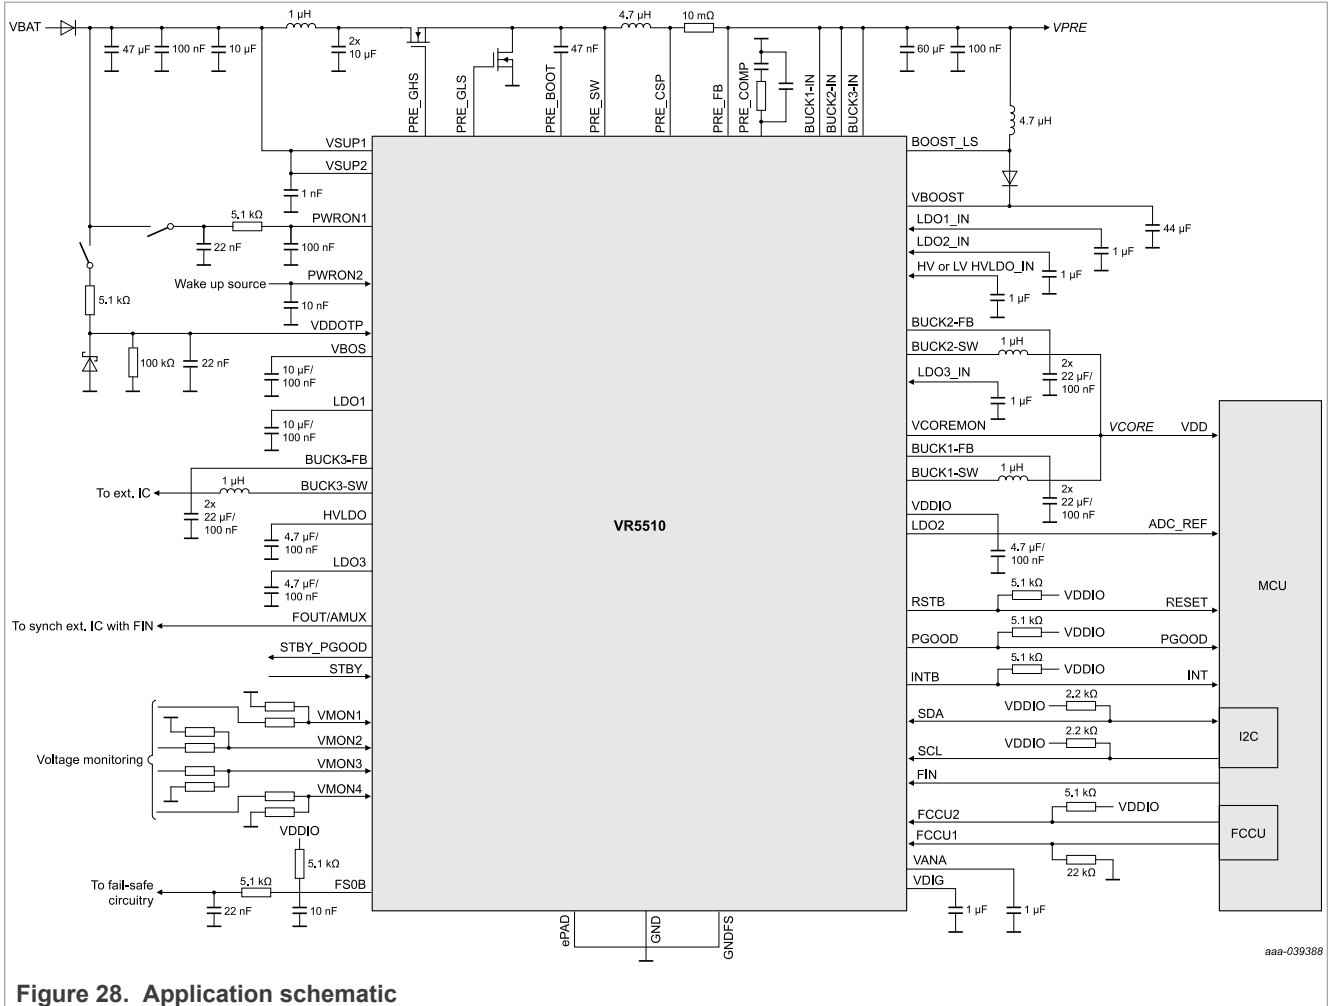 VBAT
1 µH
4.7 µH
10 mΩ
VPRE
47 µF
100 nF
10 µF
2x
10 µF
47 nF
60 µF
100 nF
PRE_GHS
PRE_GLS
PRE_BOOT
PRE_SW
PRE_CSP
PRE_FB
PRE_COMP
BUCK1-IN
BUCK2-IN
BUCK3-IN
4.7 µH
VSUP1
VSUP2
1 nF
5.1 kΩ
PWRON1
22 nF
100 nF
PWRON2
Wake up source
10 nF
5.1 kΩ
VDDOTP
100 kΩ
22 nF
VBOS
10 µF/
100 nF
LDO1
10 µF/
100 nF
BUCK3-FB
1 µH
To ext. IC
BUCK3-SW
2x
22 µF/
100 nF
HVLDO
4.7 µF/
100 nF
LDO3
4.7 µF/
100 nF
FOUT/AMUX
To synch ext. IC with FIN
STBY_PGOOD
STBY
VMON1
VMON2
Voltage monitoring
VMON3
VMON4
VDDIO
5.1 kΩ
To fail-safe
circuitry
5.1 kΩ
FS0B
22 nF
10 nF
VR5510
ePAD
GND
GNDFS
BOOST_LS
VBOOST
44 µF
LDO1_IN
1 µF
LDO2_IN
1 µF
HV or LV HVLDO_IN
1 µF
BUCK2-FB
BUCK2-SW
1 µH
2x
22 µF/
100 nF
LDO3_IN
1 µF
VCOREMON
VCORE
VDD
BUCK1-FB
BUCK1-SW
1 µH
2x
22 µF/
100 nF
VDDIO
LDO2
ADC_REF
4.7 µF/
100 nF
MCU
5.1 kΩ
VDDIO
RSTB
RESET
5.1 kΩ
VDDIO
PGOOD
PGOOD
5.1 kΩ
VDDIO
INTB
INT
2.2 kΩ
VDDIO
SDA
2.2 kΩ
VDDIO
I2C
SCL
FIN
5.1 kΩ
VDDIO
FCCU2
FCCU1
FCCU
22 kΩ
VANA
VDIG
1 µF
1 µF
aaa-039388
Figure 28. Application schematic